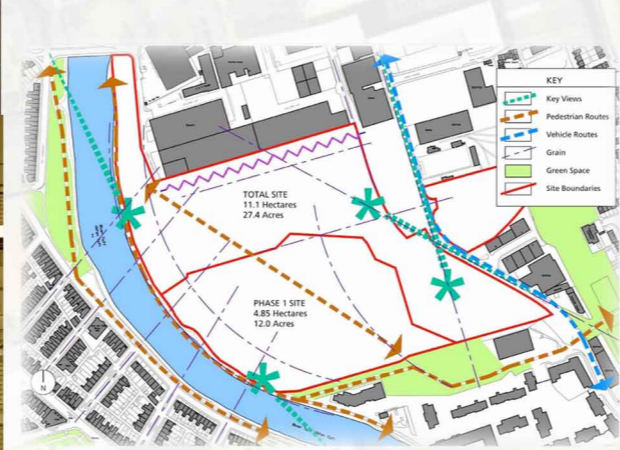 KEY
Key Views
Pedestrian Routes
Vehicle Routes
Grain
Green Space
Site Boundaries
TOTAL SITE
11.1 Hectares
27.4 Acres
PHASE 1 SITE
4.85 Hectares
12.0 Acres
N